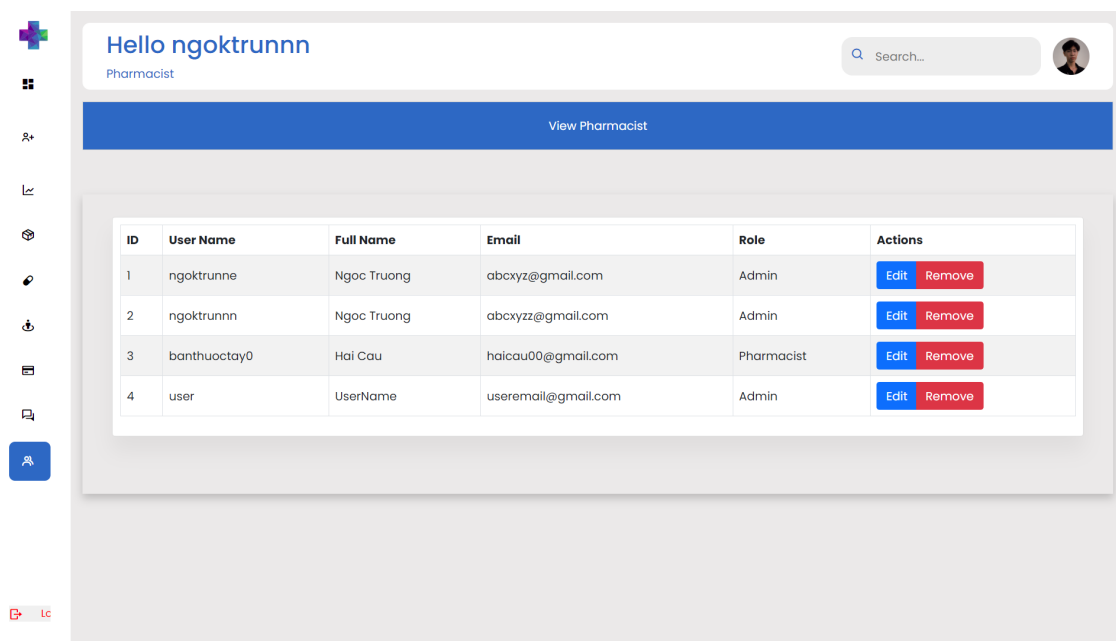 Hello ngoktrunnn
Pharmacist
Search...
View Pharmacist
ID User Name Full Name Email Role Actions
1 ngoktrunne Ngoc Truong abcxyz@gmail.com Admin Edit Remove
2 ngoktrunnn Ngoc Truong abcxyzz@gmail.com Admin Edit Remove
3 banthuoctay0 Hai Cau haicau00@gmail.com Pharmacist Edit Remove
4 user UserName useremail@gmail.com Admin Edit Remove
Lo